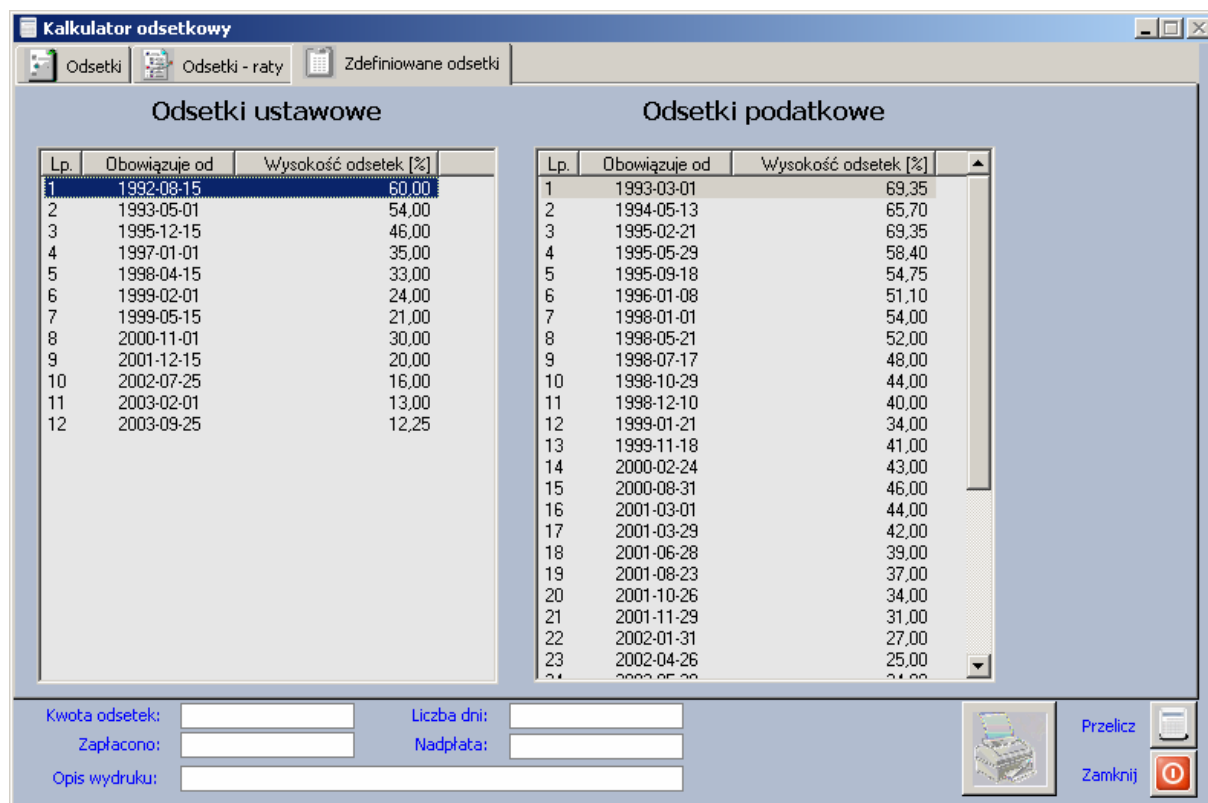 Kalkulator odsetkowy
Odsetki Odsetki - raty Zdefiniowane odsetki
Odsetki ustawowe
Lp. Obowiązuje od Wysokość odsetek [%]
1 1992-08-15 60,00
2 1993-05-01 54,00
3 1995-12-15 46,00
4 1997-01-01 35,00
5 1998-04-15 33,00
6 1999-02-01 24,00
7 1999-05-15 21,00
8 2000-11-01 30,00
9 2001-12-15 20,00
10 2002-07-25 16,00
11 2003-02-01 13,00
12 2003-09-25 12,25
Odsetki podatkowe
Lp. Obowiązuje od Wysokość odsetek [%]
1 1993-03-01 69,35
2 1994-05-13 65,70
3 1995-02-21 69,35
4 1995-05-29 58,40
5 1995-09-18 54,75
6 1996-01-08 51,10
7 1998-01-01 54,00
8 1998-05-21 52,00
9 1998-07-17 48,00
10 1998-10-29 44,00
11 1998-12-10 40,00
12 1999-01-21 34,00
13 1999-11-18 41,00
14 2000-02-24 43,00
15 2000-08-31 46,00
16 2001-03-01 44,00
17 2001-03-29 42,00
18 2001-06-28 39,00
19 2001-08-23 37,00
20 2001-10-26 34,00
21 2001-11-29 31,00
22 2002-01-31 27,00
23 2002-04-26 25,00
Kwota odsetek: Liczba dni:
Zapłacono: Nadpłata:
Opis wydruku:
Przelicz
Zamknij